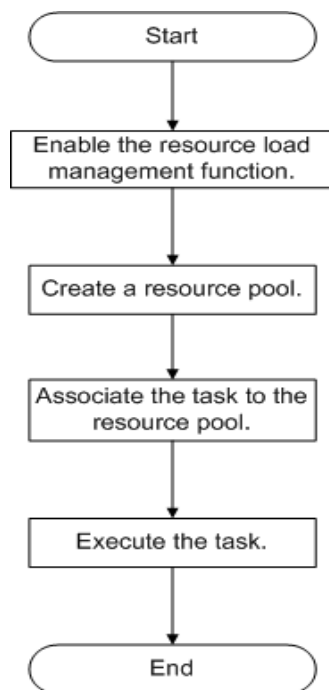 Start
Enable the resource load
management function.
Create a resource pool.
Associate the task to the
resource pool.
Execute the task.
End